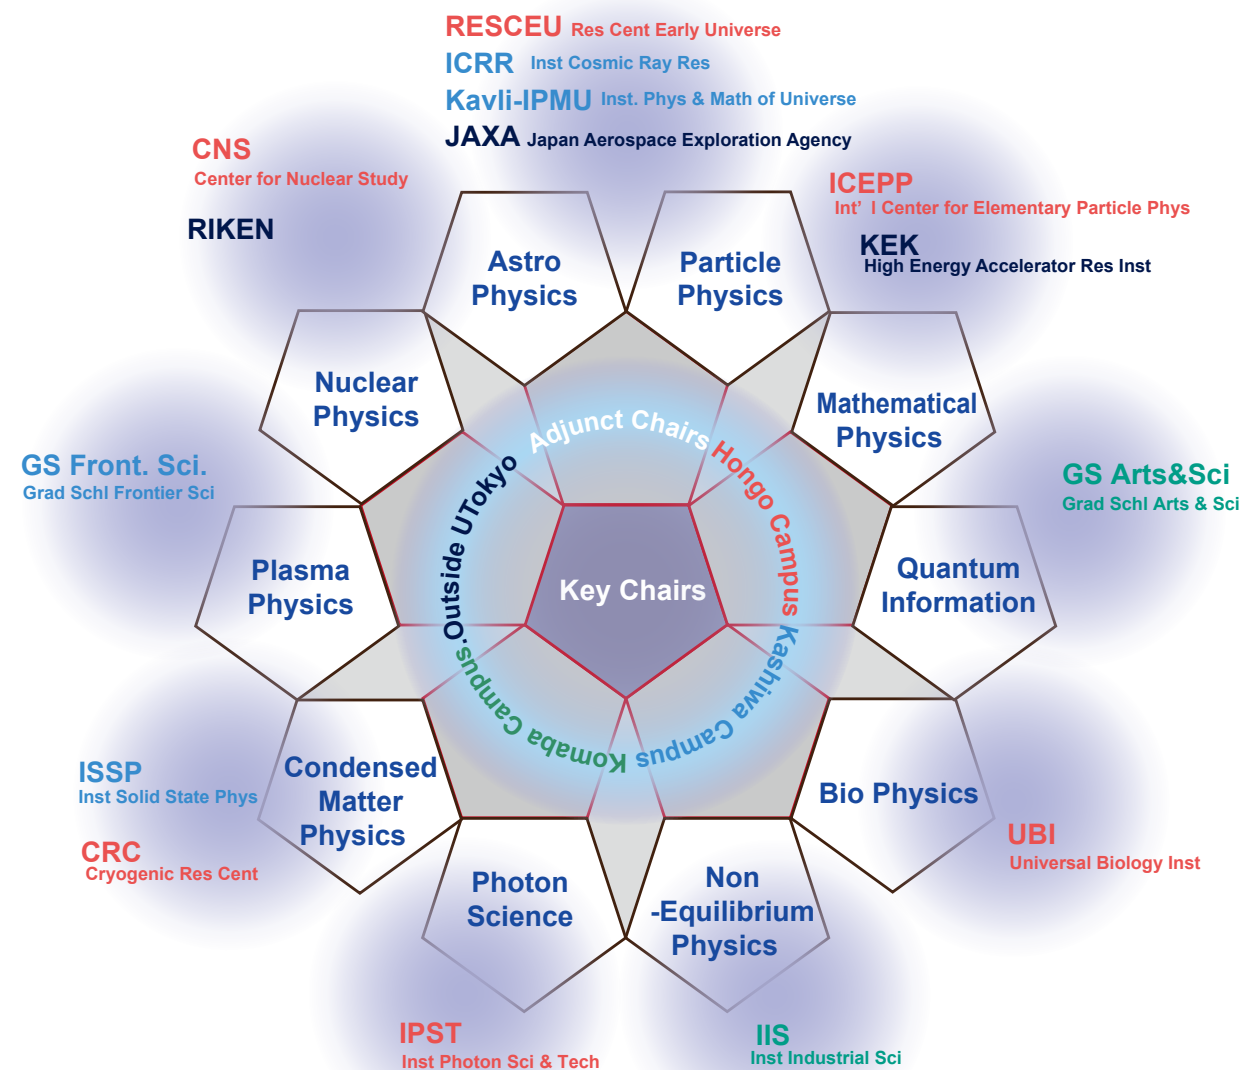 RESCEU Res Cent Early Universe
ICRR Inst Cosmic Ray Res
Kavli-IPMU Inst. Phys & Math of Universe
JAXA Japan Aerospace Exploration Agency
CNS
Center for Nuclear Study
RIKEN
ICEPP
Int' l Center for Elementary Particle Phys
KEK
High Energy Accelerator Res Inst
Astro
Physics
Particle
Physics
Nuclear
Physics
Mathematical
Physics
Adjunct Chairs
Hongo Campus
Kashiwa Campus
Komaba Campus.
Outside UTokyo
Key Chairs
GS Front. Sci.
Grad Schl Frontier Sci
GS Arts&Sci
Grad Schl Arts & Sci
Plasma
Physics
Quantum
Information
ISSP
Inst Solid State Phys
CRC
Cryogenic Res Cent
Condensed
Matter
Physics
Bio Physics
UBI
Universal Biology Inst
Photon
Science
Non
-Equilibrium
Physics
IPST
Inst Photon Sci & Tech
IIS
Inst Industrial Sci